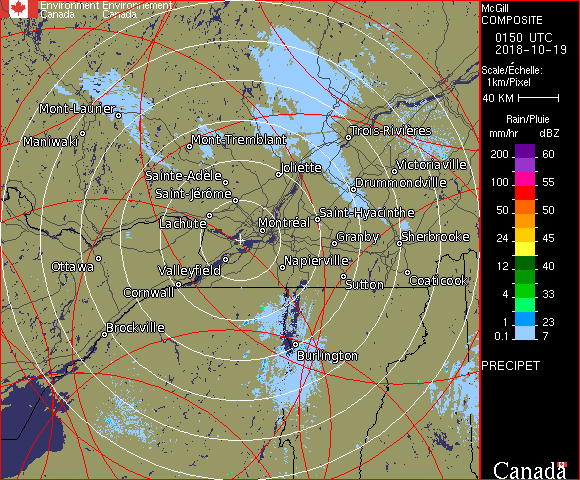 Environment Environnement
Canada Canada
McGill
COMPOSITE
0150 UTC
2018-10-19
Scale/Échelle:
1km/Pixel
40 KM
Rain/Pluie
mm/hr dBZ
200 60
100 55
50 50
24 45
12 40
8 33
4 30
2 23
1
0.1 7
PRECIPET
Canada
Mont-Laurier
Maniwaki
Mont-Tremblant
Trois-Rivières
Joliette
Victoriaville
Sainte-Adèle
Drummondville
Saint-Jérôme
Lachute
Montréal
Saint-Hyacinthe
Granby
Sherbrooke
Ottawa
Valleyfield
Napierville
Cornwall
Sutton
Coaticook
Brockville
Burlington